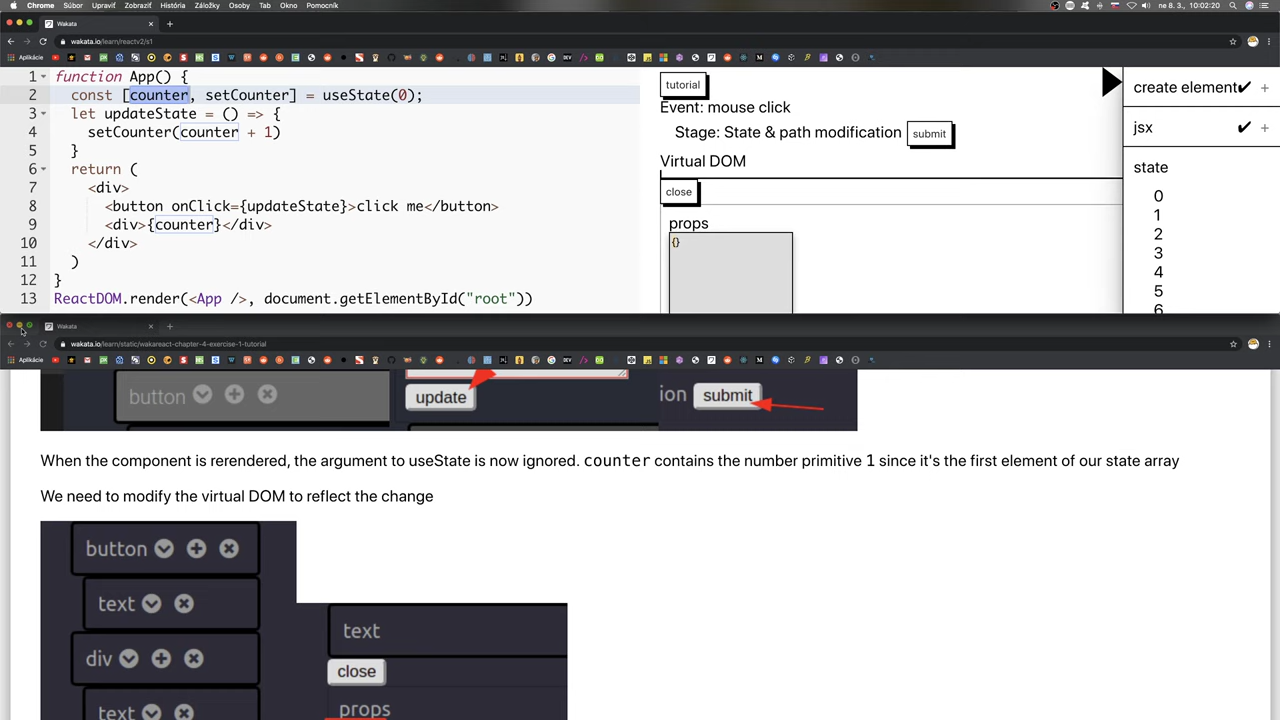 Chrome Súbor Upraviť Zobraziť História Záložky Osoby Tab Okno Pomocník ne 8. 3., 10:02:20
Wakata
wakata.io/learn/reactv2/s1
Aplikácie
1 function App() {
2 const [counter, setCounter] = useState(0);
3 let updateState = () => {
4 setCounter(counter + 1)
5 }
6 return (
7 <div>
8 <button onClick={updateState}>click me</button>
9 <div>{counter}</div>
10 </div>
11 )
12 }
13 ReactDOM.render(<App />, document.getElementById("root"))
tutorial
Event: mouse click
Stage: State & path modification submit
Virtual DOM
close
props
{}
create element✔ +
jsx ✔ +
state
0
1
2
3
4
5
6
Wakata
wakata.io/learn/static/wakareact-chapter-4-exercise-1-tutorial
Aplikácie
button
update
ion submit
When the component is rerendered, the argument to useState is now ignored. counter contains the number primitive 1 since it's the first element of our state array
We need to modify the virtual DOM to reflect the change
button
text
div
text
text
close
props